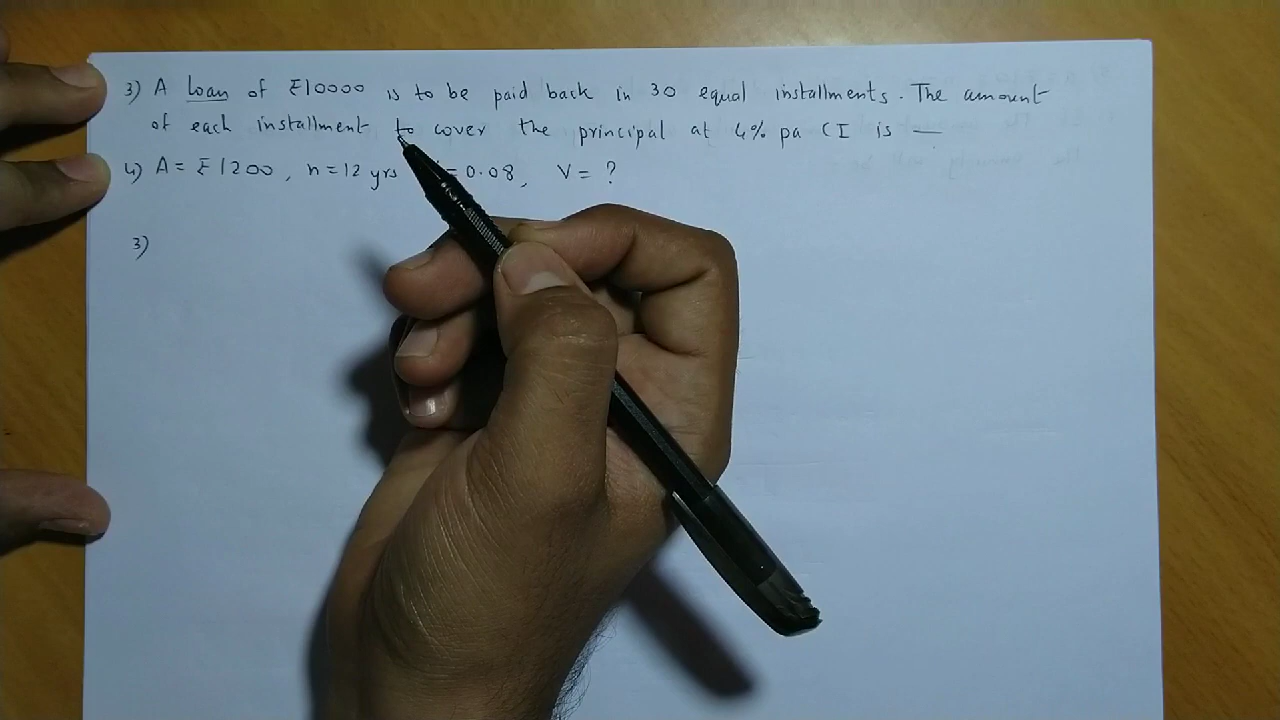 3) A loan of ₹10000 is to be paid back in 30 equal installments. The amount
of each installment to cover the principal at 4% pa CI is —
4) A = ₹1200, n = 12 yrs = 0.08, V = ?
3)